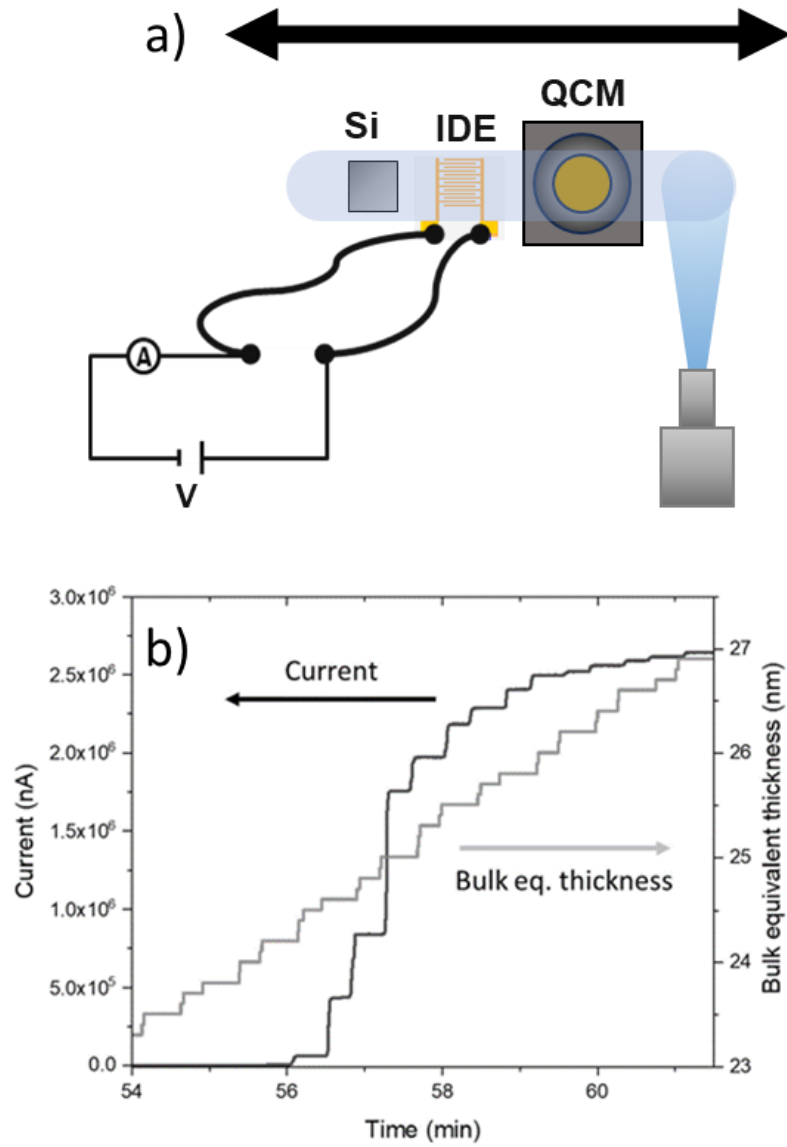 a)
QCM
Si IDE
A
V
b)
Current
Bulk eq. thickness
3.0x10⁶
2.5x10⁶
2.0x10⁶
1.5x10⁶
1.0x10⁶
5.0x10⁵
0.0
Current (nA)
27
26
25
24
23
Bulk equivalent thickness (nm)
54 56 58 60
Time (min)